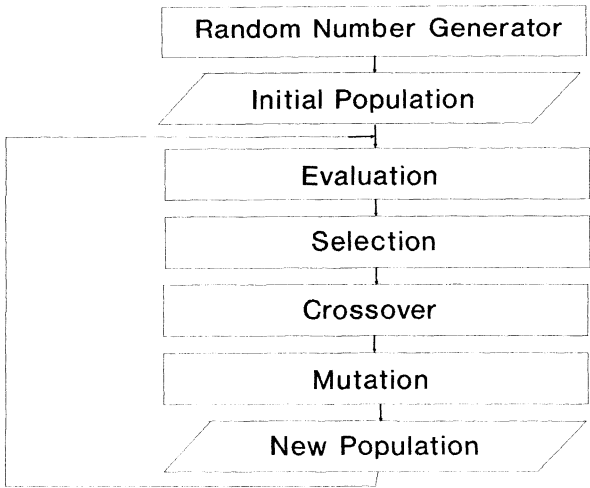 Random Number Generator
Initial Population
Evaluation
Selection
Crossover
Mutation
New Population